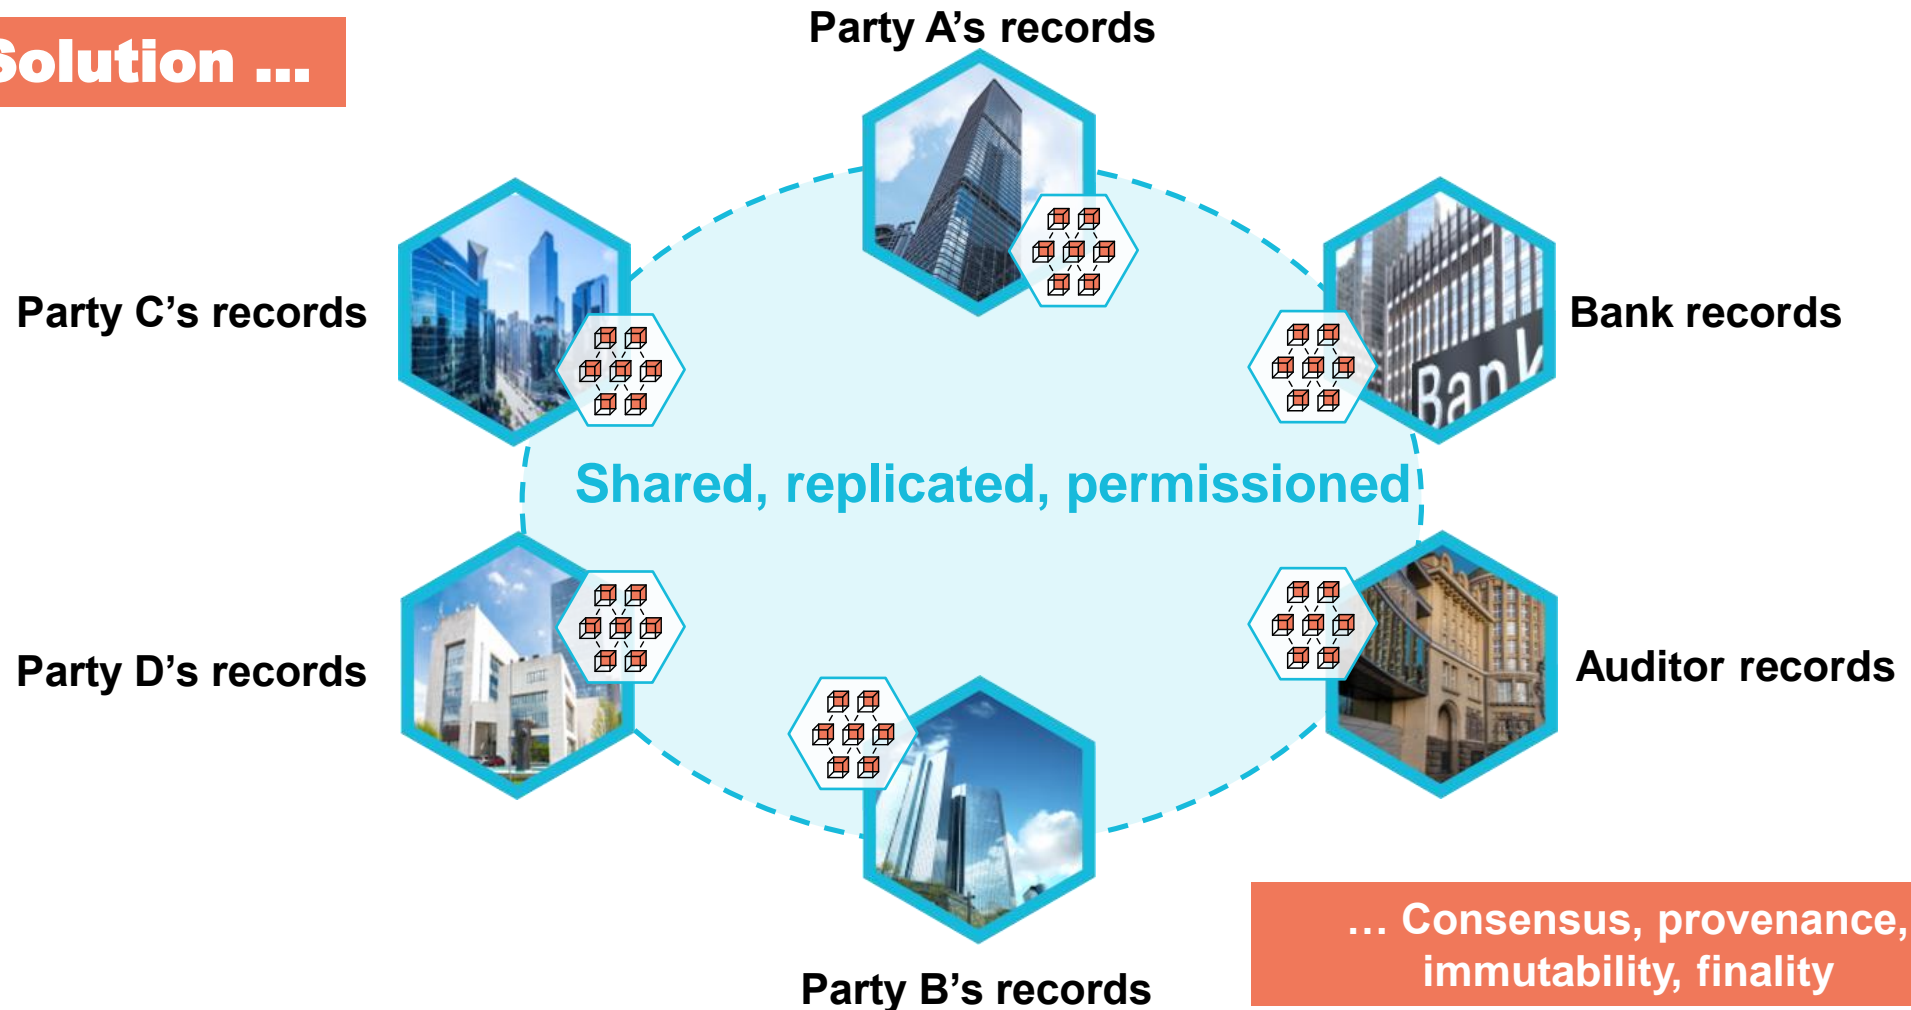 Solution ...
Party A’s records
Party C’s records
Bank records
Bank
Shared, replicated, permissioned
Party D’s records
Auditor records
Party B’s records
… Consensus, provenance,
immutability, finality